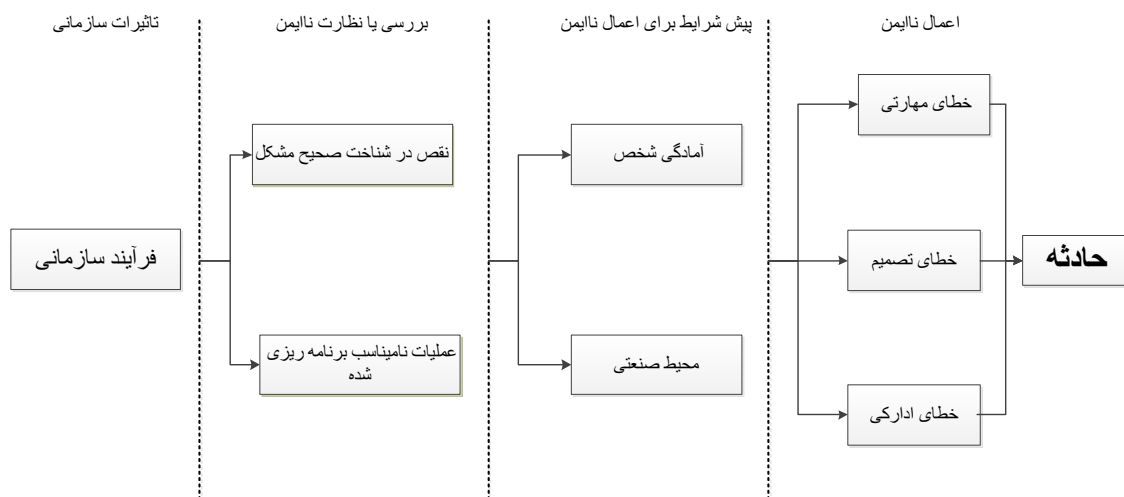 تاثیرات سازمانی
بررسی یا نظارت ناایمن
پیش شرایط برای اعمال ناایمن
اعمال ناایمن
فرآیند سازمانی
نقص در شناخت صحیح مشکل
عملیات نامیناسب برنامه ریزی
شده
آمادگی شخص
محیط صنعتی
خطای مهارتی
خطای تصمیم
خطای ادارکی
حادثه